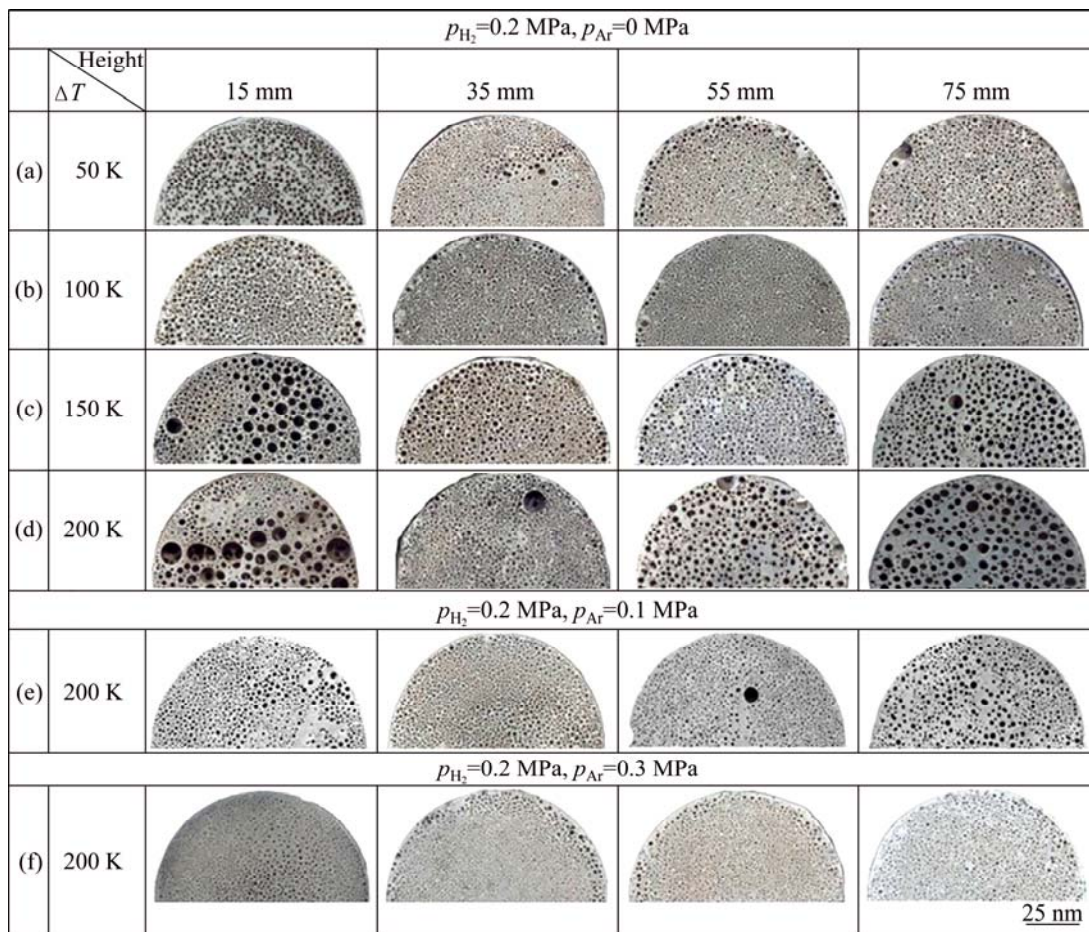 p_H₂=0.2 MPa, p_Ar=0 MPa
Height
ΔT
15 mm 35 mm 55 mm 75 mm
(a) 50 K
(b) 100 K
(c) 150 K
(d) 200 K
p_H₂=0.2 MPa, p_Ar=0.1 MPa
(e) 200 K
p_H₂=0.2 MPa, p_Ar=0.3 MPa
(f) 200 K
25 nm